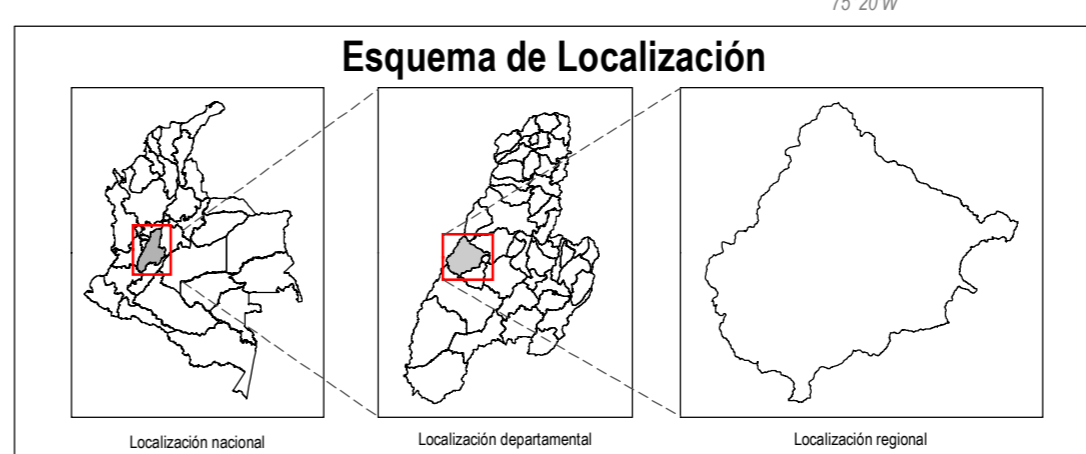 75°20'W
Esquema de Localización
Localización nacional
Localización departamental
Localización regional